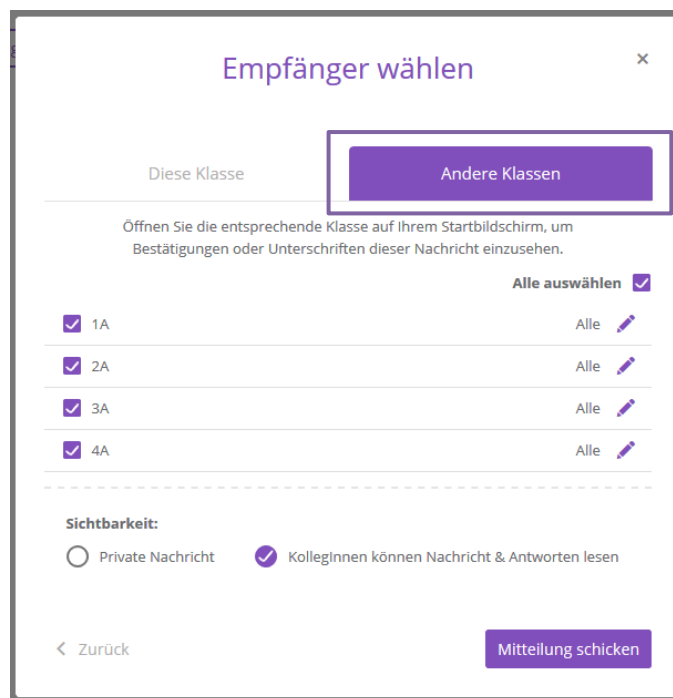 Empfänger wählen
×
Diese Klasse
Andere Klassen
Öffnen Sie die entsprechende Klasse auf Ihrem Startbildschirm, um
Bestätigungen oder Unterschriften dieser Nachricht einzusehen.
Alle auswählen
1A Alle
2A Alle
3A Alle
4A Alle
Sichtbarkeit:
Private Nachricht KollegInnen können Nachricht & Antworten lesen
Zurück Mitteilung schicken